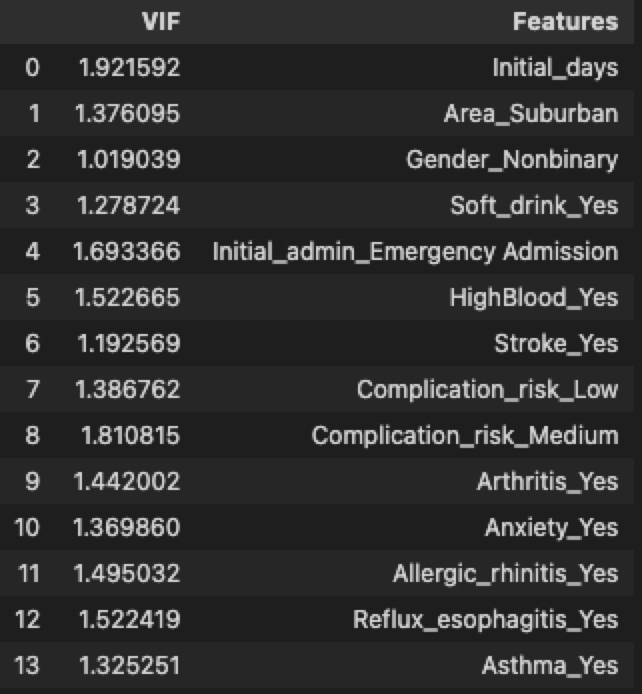 VIF Features
0 1.921592 Initial_days
1 1.376095 Area_Suburban
2 1.019039 Gender_Nonbinary
3 1.278724 Soft_drink_Yes
4 1.693366 Initial_admin_Emergency Admission
5 1.522665 HighBlood_Yes
6 1.192569 Stroke_Yes
7 1.386762 Complication_risk_Low
8 1.810815 Complication_risk_Medium
9 1.442002 Arthritis_Yes
10 1.369860 Anxiety_Yes
11 1.495032 Allergic_rhinitis_Yes
12 1.522419 Reflux_esophagitis_Yes
13 1.325251 Asthma_Yes